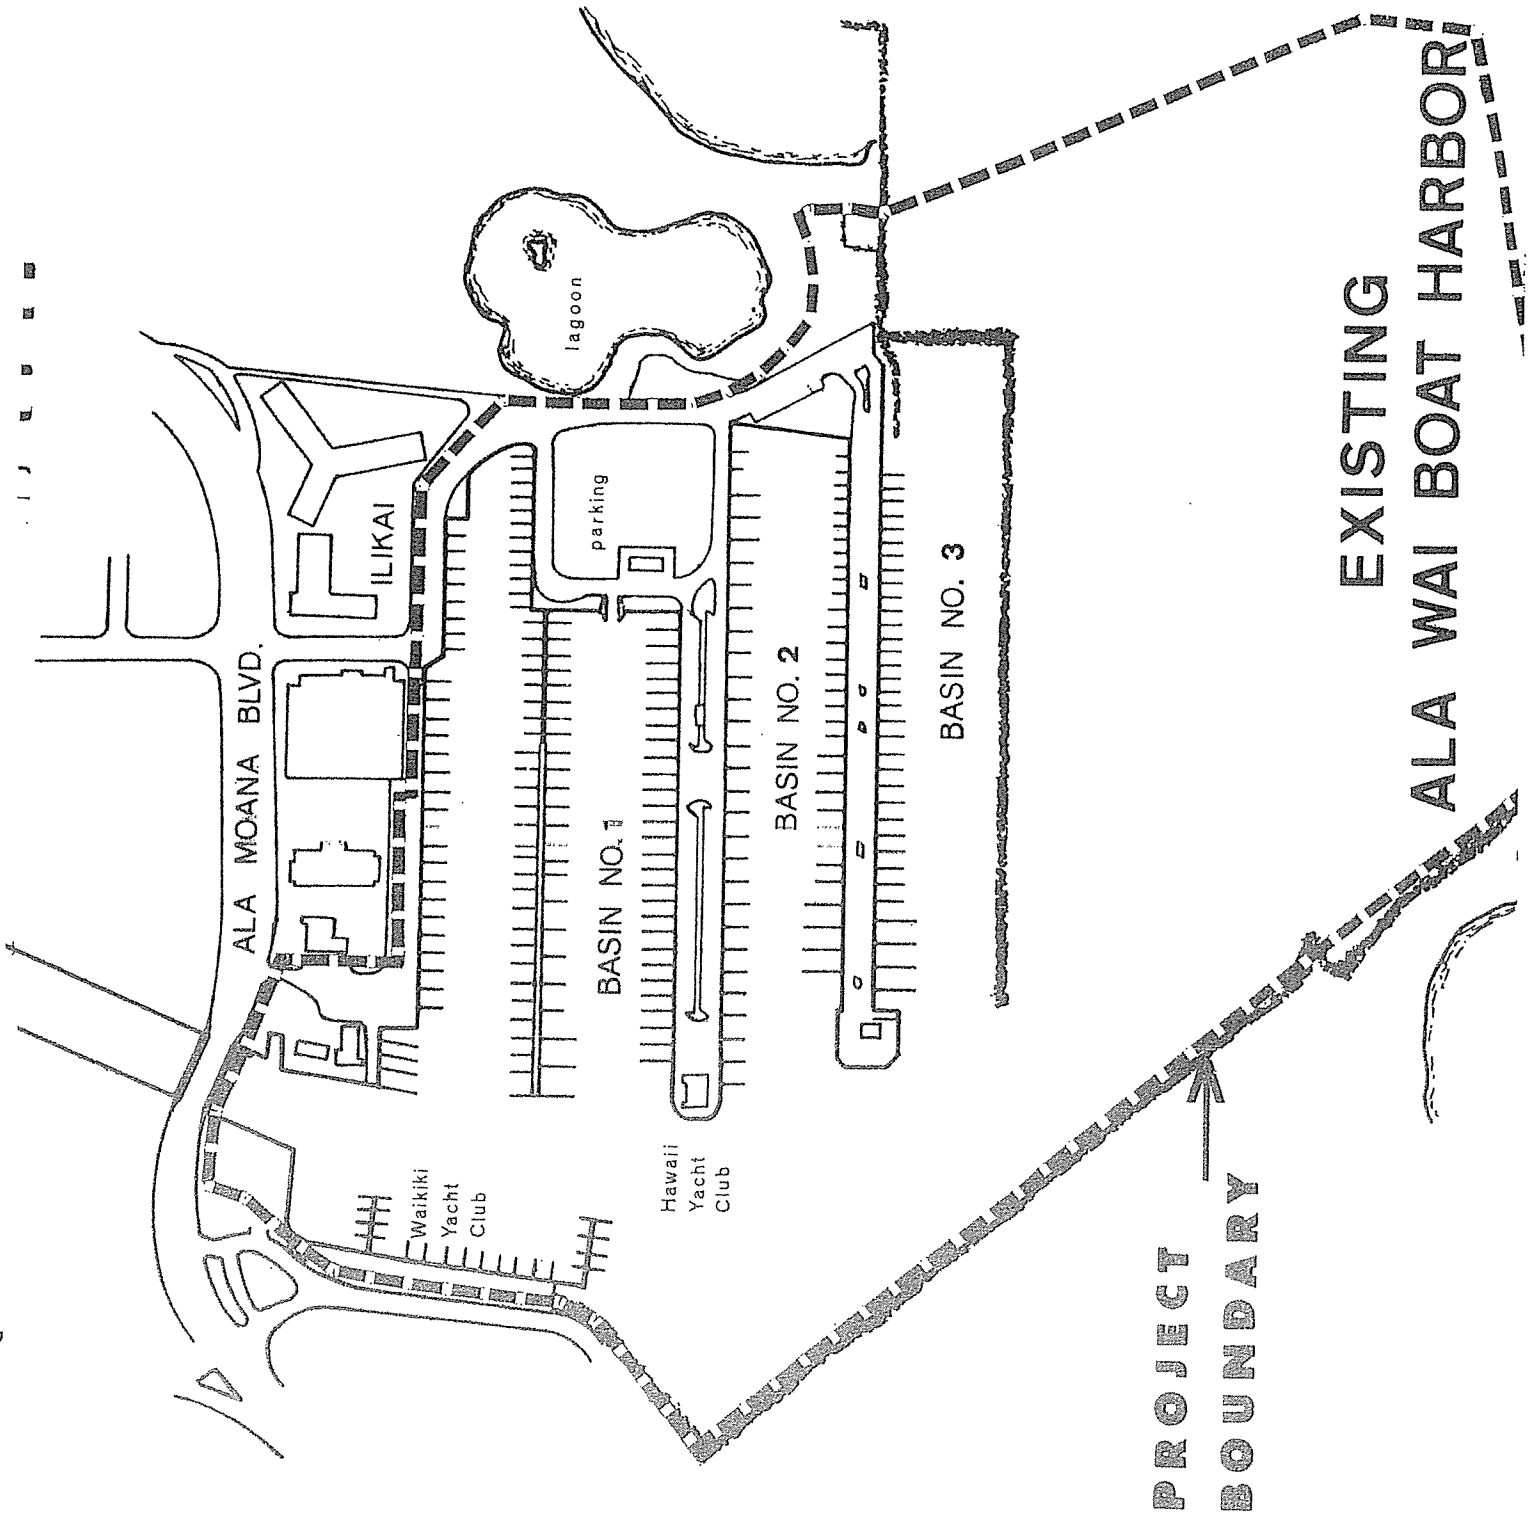 ALA MOANA BLVD.
ILIKAI
lagoon
parking
BASIN NO. 1
BASIN NO. 2
BASIN NO. 3
Waikiki
Yacht
Club
Hawaii
Yacht
Club
PROJECT
BOUNDARY
EXISTING
ALA WAI BOAT HARBOR